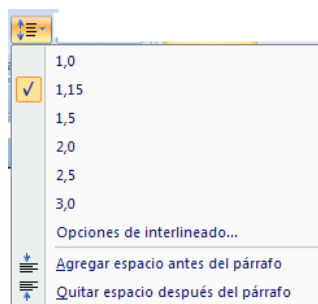 1,0
1,15
1,5
2,0
2,5
3,0
Opciones de interlineado...
Agregar espacio antes del párrafo
Quitar espacio después del párrafo